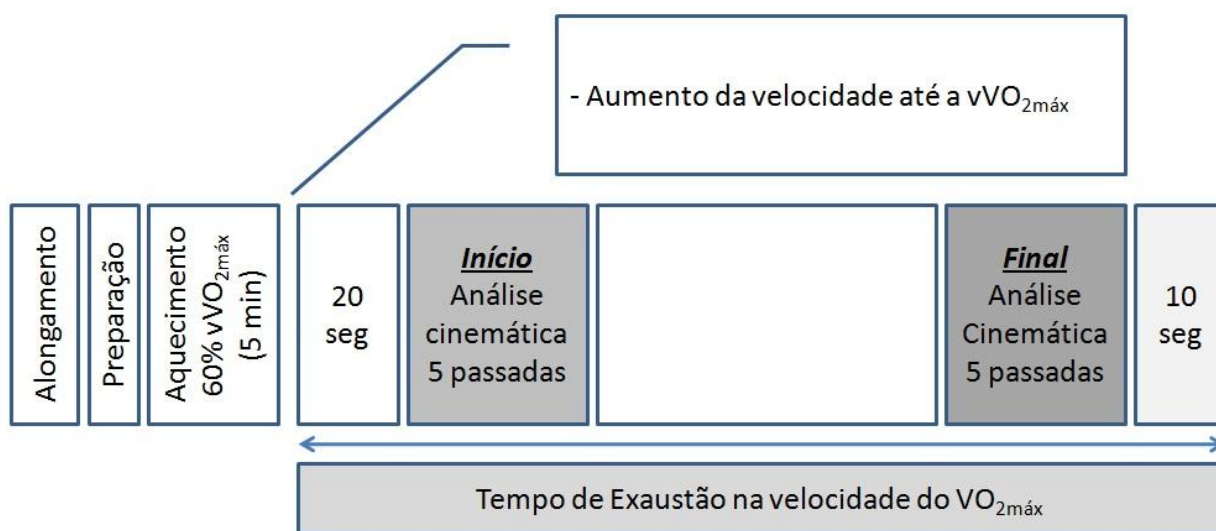 - Aumento da velocidade até a vVO₂máx
Alongamento
Preparação
Aquecimento
60% vVO₂máx
(5 min)
20
seg
Início
Análise
cinemática
5 passadas
Final
Análise
Cinemática
5 passadas
10
seg
Tempo de Exaustão na velocidade do VO₂máx